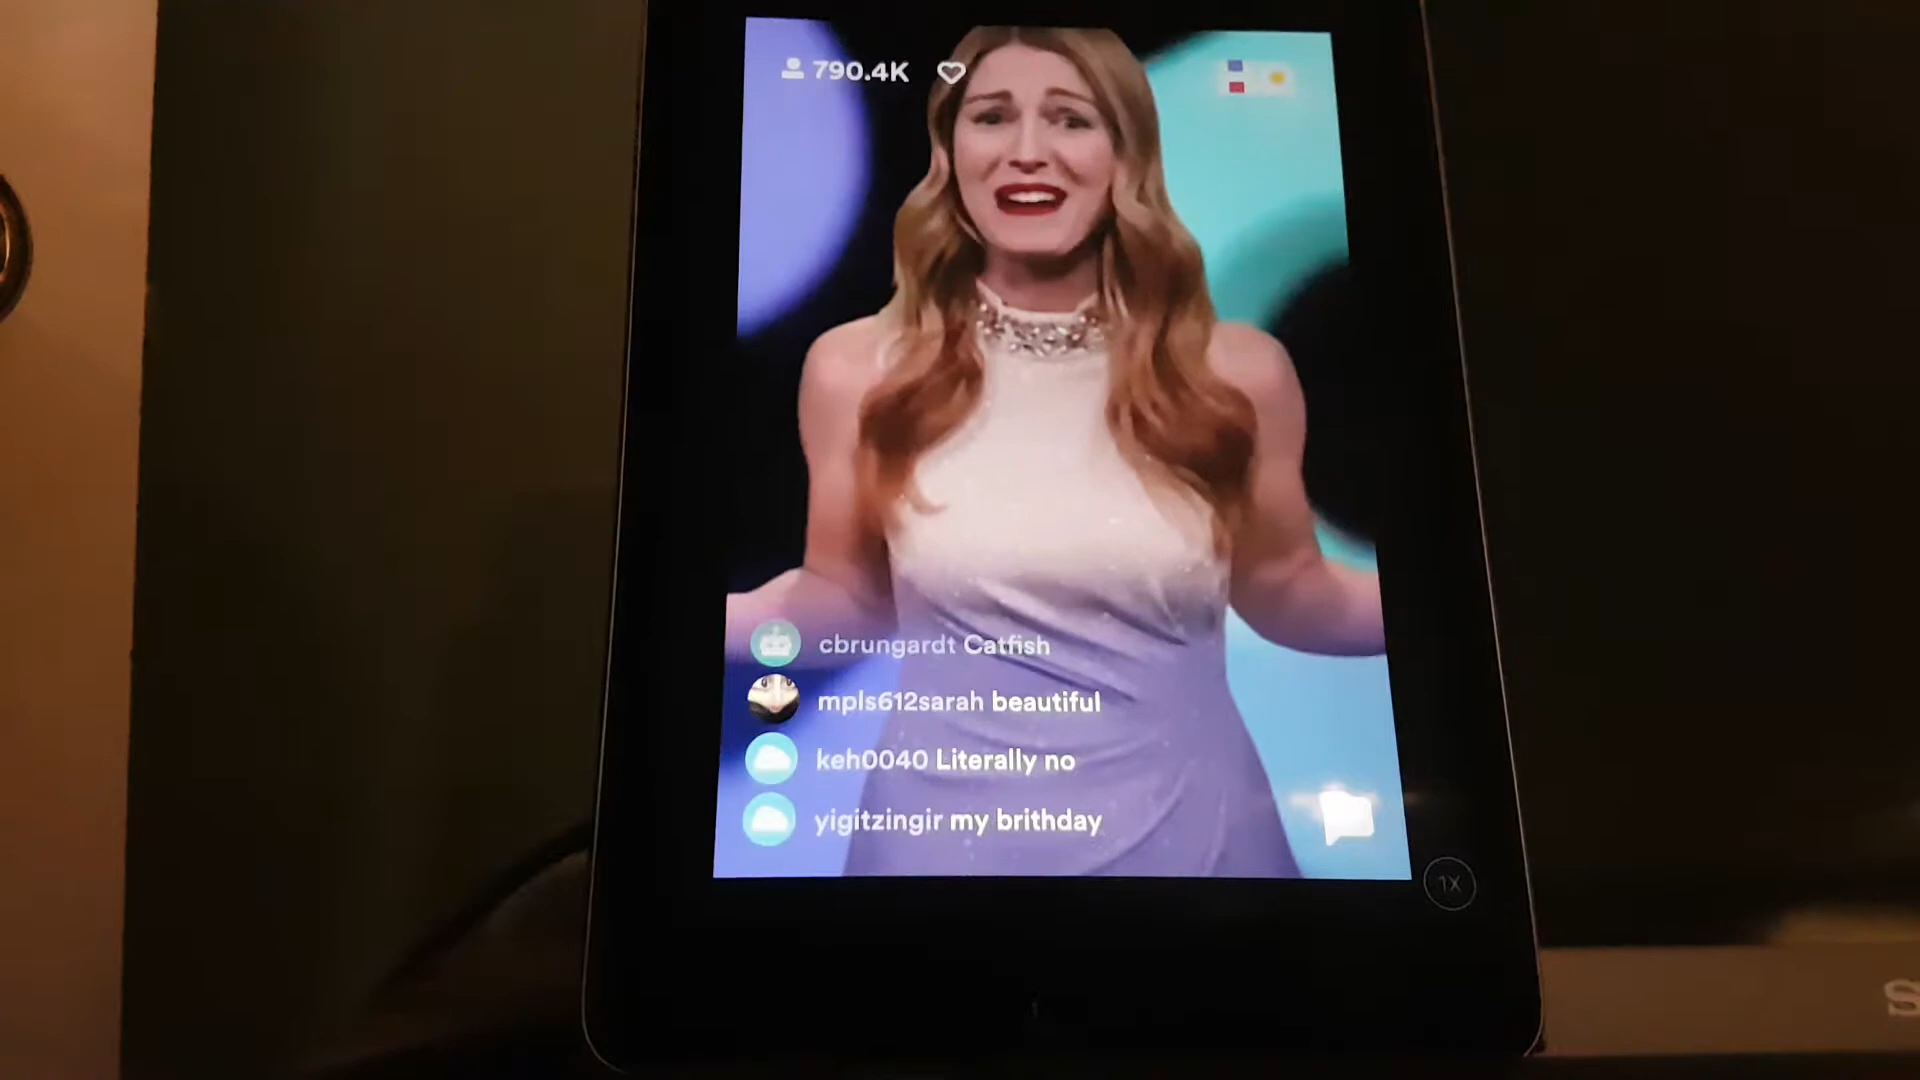 790.4K
cbrungardt Catfish
mpls612sarah beautiful
keh0040 Literally no
yigitzingir my brithday
1X
S